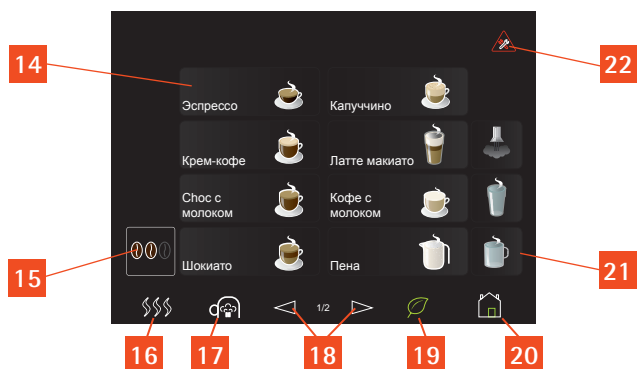 14
22
Эспрессо
Капуччино
Крем-кофе
Латте макиато
Choc с
молоком
Кофе с
молоком
15
Шокиато
Пена
21
1/2
16
17
18
19
20